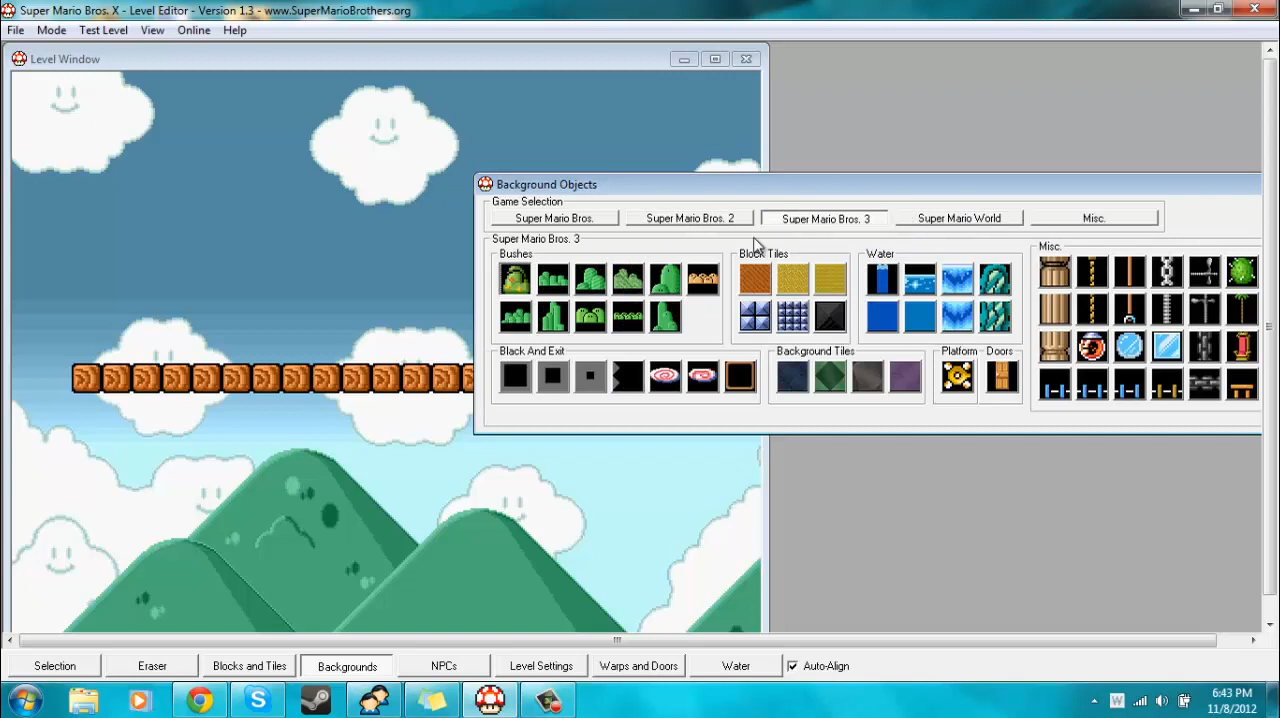 Super Mario Bros. X - Level Editor - Version 1.3 - www.SuperMarioBrothers.org
File Mode Test Level View Online Help
Level Window
Background Objects
Game Selection
Super Mario Bros. Super Mario Bros. 2 Super Mario Bros. 3 Super Mario World Misc.
Super Mario Bros. 3
Bushes
Block Tiles
Water
Misc.
Black And Exit
Background Tiles
Platform
Doors
Selection Eraser Blocks and Tiles Backgrounds NPCs Level Settings Warps and Doors Water Auto-Align
W
6:43 PM
11/8/2012